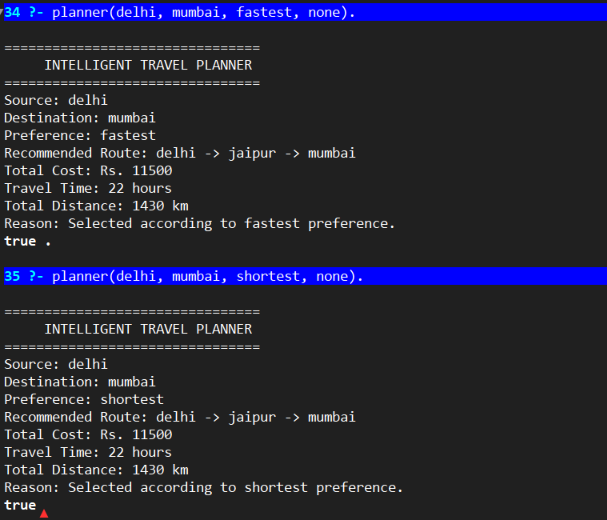 34 ?- planner(delhi, mumbai, fastest, none).
================================
     INTELLIGENT TRAVEL PLANNER
================================
Source: delhi
Destination: mumbai
Preference: fastest
Recommended Route: delhi -> jaipur -> mumbai
Total Cost: Rs. 11500
Travel Time: 22 hours
Total Distance: 1430 km
Reason: Selected according to fastest preference.
true .
35 ?- planner(delhi, mumbai, shortest, none).
================================
     INTELLIGENT TRAVEL PLANNER
================================
Source: delhi
Destination: mumbai
Preference: shortest
Recommended Route: delhi -> jaipur -> mumbai
Total Cost: Rs. 11500
Travel Time: 22 hours
Total Distance: 1430 km
Reason: Selected according to shortest preference.
true